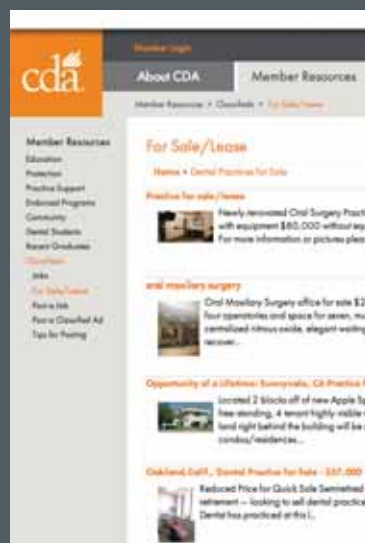 Member Login
cda
About CDA
Member Resources
Member Resources • Classifieds • For Sale/Lease
Member Resources
Education
Protection
Practice Support
Endorsed Programs
Community
Dental Students
Recent Graduates
Classifieds
Jobs
For Sale/Lease
Post a Job
Post a Classified Ad
Tips for Posting
For Sale/Lease
Home • Dental Practices for Sale
Practice for sale/lease
Newly renovated Oral Surgery Practi
with equipment $80,000 without eq
For more information or pictures pleas
oral maxilary surgery
Oral Maxilary Surgery office for sale $2
four operatories and space for seven, mu
centralized nitrous oxide, elegant waiting
recover...
Opportunity of a Lifetime: Sunnyvale, CA Practice f
Located 2 blocks off of new Apple Sp
free standing, 4 tenant highly visible
land right behind the building will be
condos/residences...
Oakland, Calif., Dental Practice for Sale - $57,000
Reduced Price for Quick Sale Semiretired
retirement — looking to sell dental practice
Dental has practiced at this l...